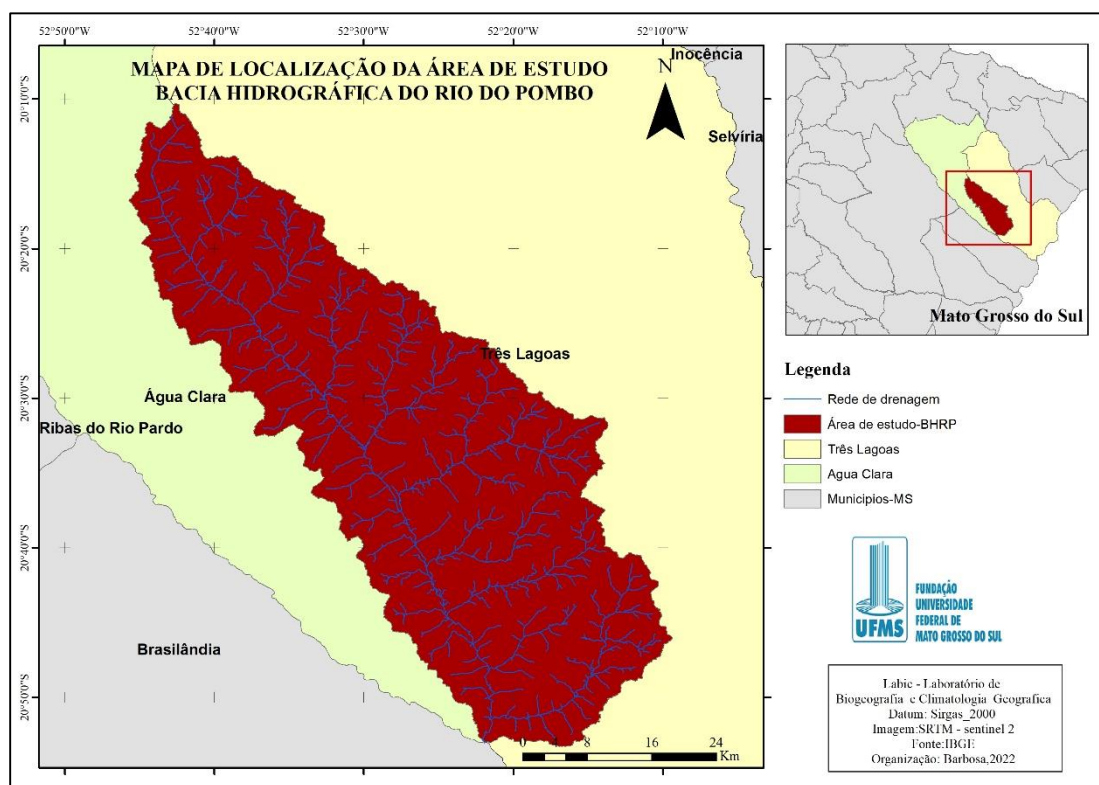 52°50'0"W
52°40'0"W
52°30'0"W
52°20'0"W
52°10'0"W
MAPA DE LOCALIZAÇÃO DA ÁREA DE ESTUDO
BACIA HIDROGRÁFICA DO RIO DO POMBO
Inocência
N
Selvíria
20°10'0"S
20°20'0"S
20°30'0"S
20°40'0"S
20°50'0"S
Três Lagoas
Água Clara
Ribas do Rio Pardo
Brasilândia
0 4 8 16 24
Km
Mato Grosso do Sul
Legenda
Rede de drenagem
Área de estudo-BHRP
Três Lagoas
Agua Clara
Municipios-MS
UFMS
FUNDAÇÃO
UNIVERSIDADE
FEDERAL DE
MATO GROSSO DO SUL
Labic - Laboratório de
Biogeografia e Climatologia Geografica
Datum: Sirgas_2000
Imagem:SRTM - sentinel 2
Fonte:IBGE
Organização: Barbosa,2022